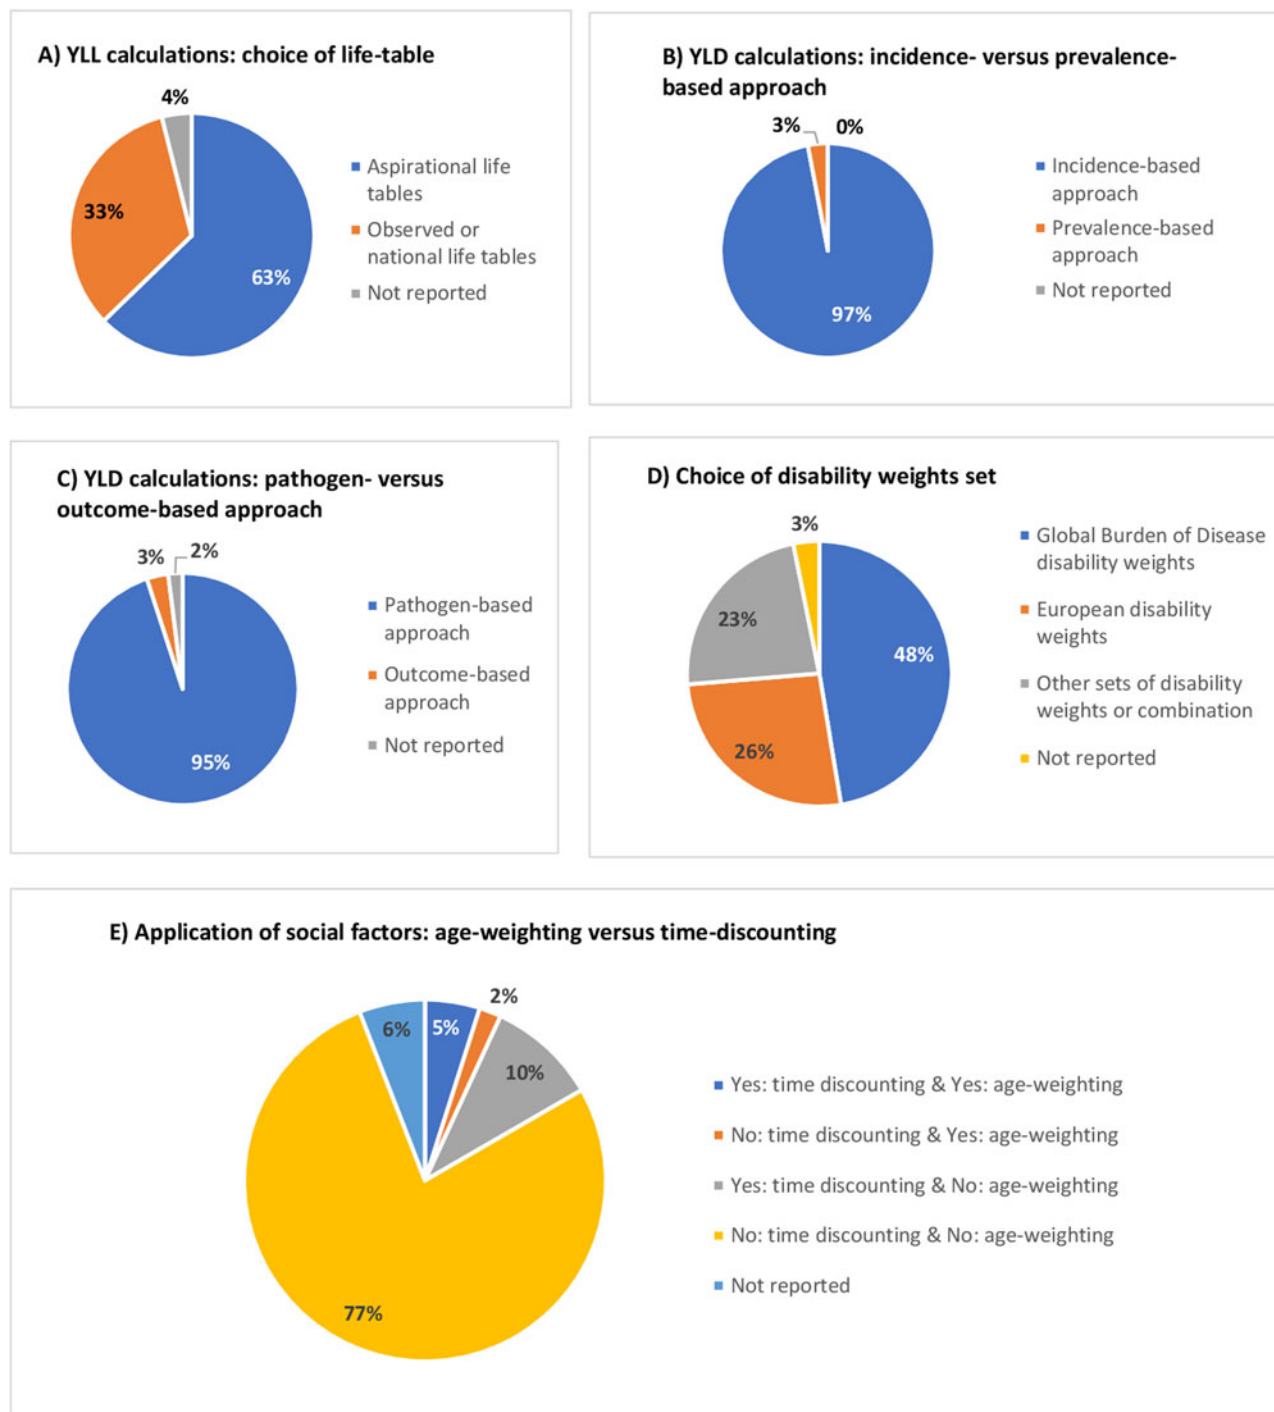 A) YLL calculations: choice of life-table
4%
33%
63%
Aspirational life
tables
Observed or
national life tables
Not reported
B) YLD calculations: incidence- versus prevalence-
based approach
3%
0%
97%
Incidence-based
approach
Prevalence-based
approach
Not reported
C) YLD calculations: pathogen- versus
outcome-based approach
3%
2%
95%
Pathogen-based
approach
Outcome-based
approach
Not reported
D) Choice of disability weights set
3%
23%
48%
26%
Global Burden of Disease
disability weights
European disability
weights
Other sets of disability
weights or combination
Not reported
E) Application of social factors: age-weighting versus time-discounting
2%
6%
5%
10%
77%
Yes: time discounting & Yes: age-weighting
No: time discounting & Yes: age-weighting
Yes: time discounting & No: age-weighting
No: time discounting & No: age-weighting
Not reported